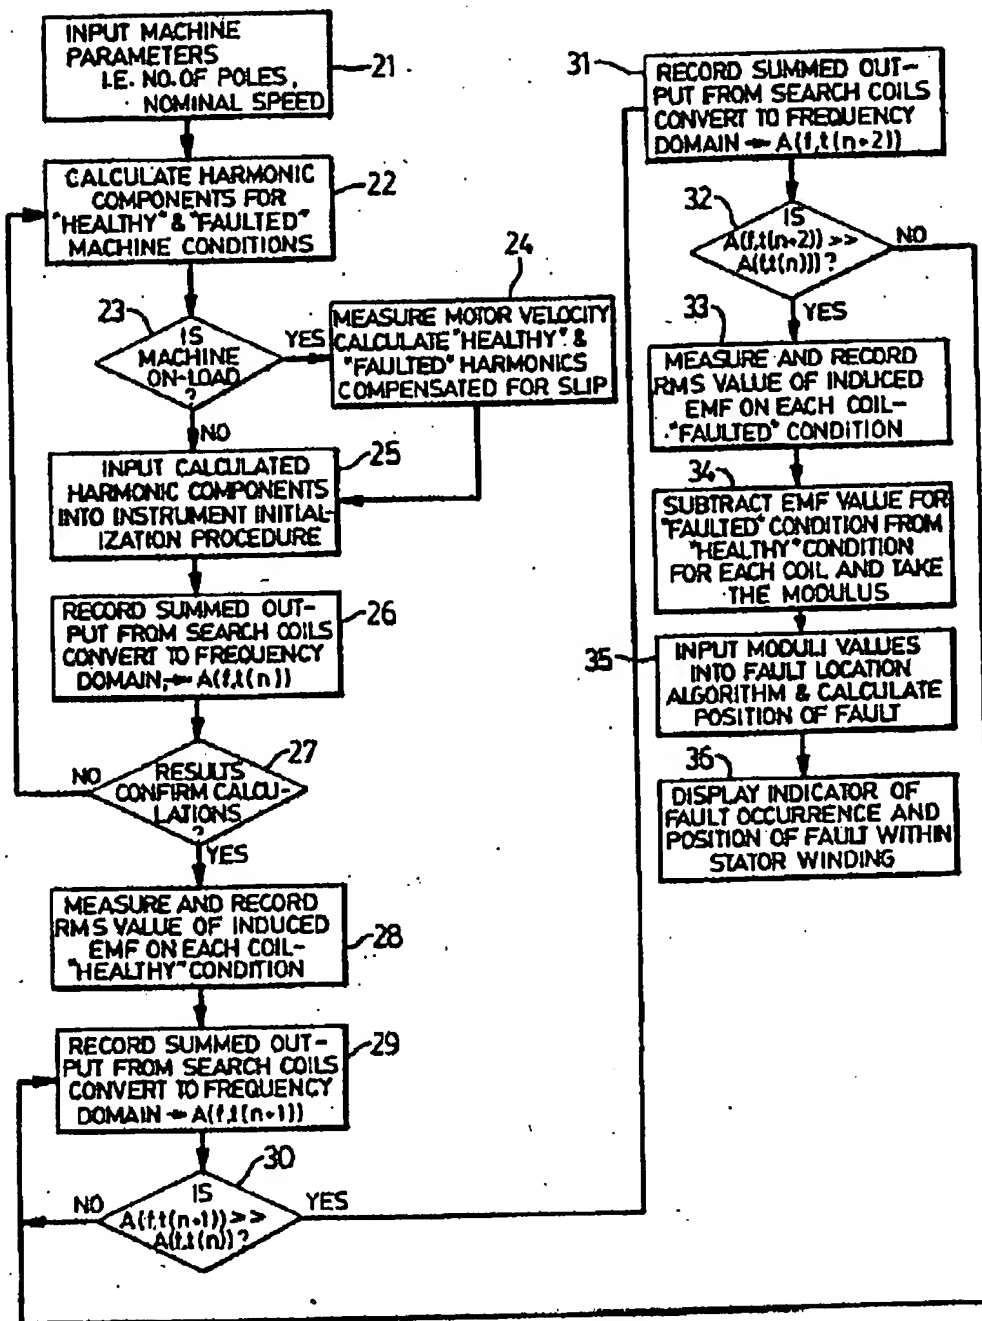 INPUT MACHINE
PARAMETERS
I.E. NO. OF POLES,
NOMINAL SPEED
21
CALCULATE HARMONIC
COMPONENTS FOR
"HEALTHY" & "FAULTED"
MACHINE CONDITIONS
22
23
IS
MACHINE
ON-LOAD
?
YES
NO
24
MEASURE MOTOR VELOCITY
CALCULATE "HEALTHY" &
"FAULTED" HARMONICS
COMPENSATED FOR SLIP
25
INPUT CALCULATED
HARMONIC COMPONENTS
INTO INSTRUMENT INITIAL-
IZATION PROCEDURE
26
RECORD SUMMED OUT-
PUT FROM SEARCH COILS
CONVERT TO FREQUENCY
DOMAIN, → A(f,t(n))
27
RESULTS
CONFIRM CALCU-
LATIONS
?
NO
YES
MEASURE AND RECORD
RMS VALUE OF INDUCED
EMF ON EACH COIL-
"HEALTHY" CONDITION
28
RECORD SUMMED OUT-
PUT FROM SEARCH COILS
CONVERT TO FREQUENCY
DOMAIN → A(f,t(n+1))
29
30
IS
A(f,t(n+1)) >>
A(f,t(n))?
NO
YES
31
RECORD SUMMED OUT-
PUT FROM SEARCH COILS
CONVERT TO FREQUENCY
DOMAIN → A(f,t(n+2))
32
IS
A(f,t(n+2)) >>
A(f,t(n)))?
NO
YES
33
MEASURE AND RECORD
RMS VALUE OF INDUCED
EMF ON EACH COIL-
"FAULTED" CONDITION
34
SUBTRACT EMF VALUE FOR
"FAULTED" CONDITION FROM
"HEALTHY" CONDITION
FOR EACH COIL AND TAKE
THE MODULUS
35
INPUT MODULI VALUES
INTO FAULT LOCATION
ALGORITHM & CALCULATE
POSITION OF FAULT
36
DISPLAY INDICATOR OF
FAULT OCCURRENCE AND
POSITION OF FAULT WITHIN
STATOR WINDING